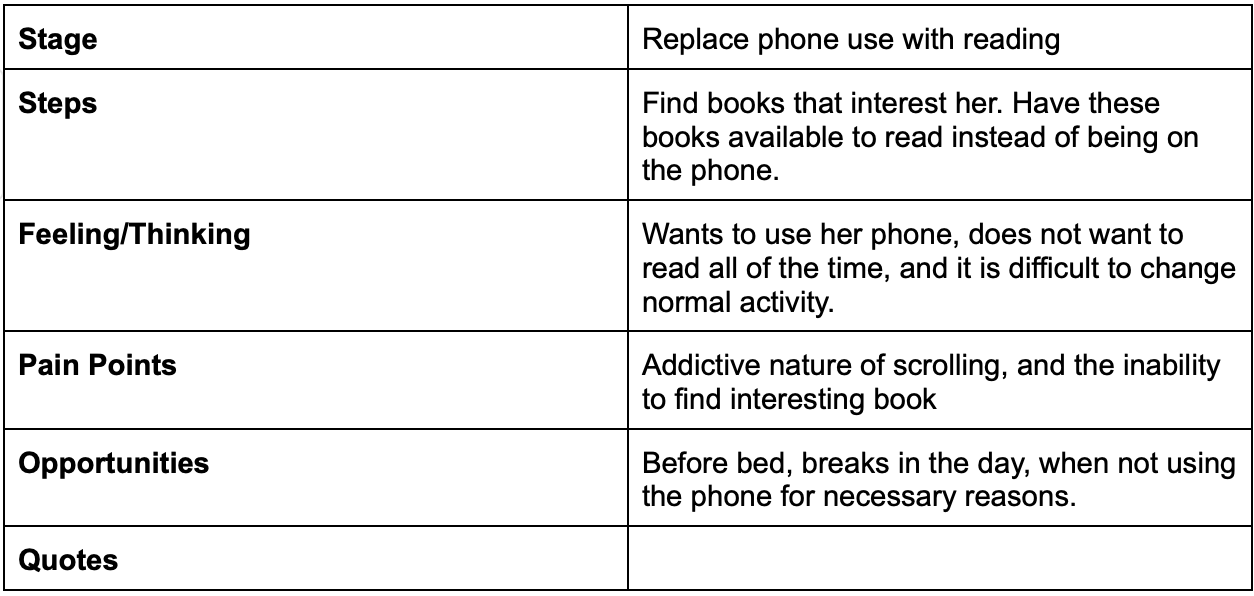 Stage
Replace phone use with reading
Steps
Find books that interest her. Have these
books available to read instead of being on
the phone.
Feeling/Thinking
Wants to use her phone, does not want to
read all of the time, and it is difficult to change
normal activity.
Pain Points
Addictive nature of scrolling, and the inability
to find interesting book
Opportunities
Before bed, breaks in the day, when not using
the phone for necessary reasons.
Quotes